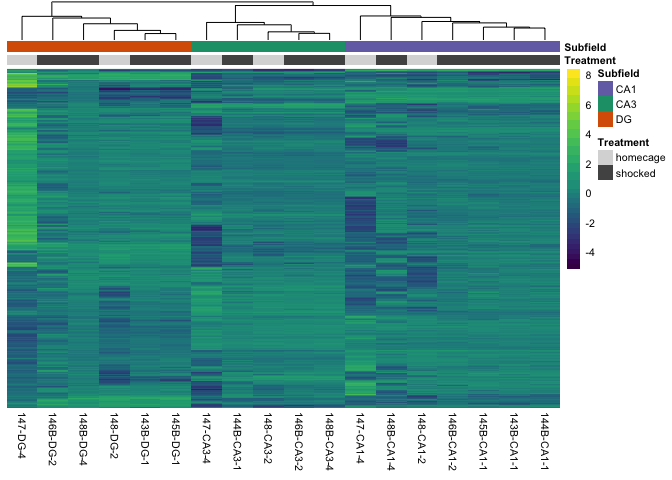 Subfield
Treatment
8
6
4
2
0
-2
-4
Subfield
CA1
CA3
DG
Treatment
homecage
shocked
147-DG-4
146B-DG-2
148B-DG-4
148-DG-2
143B-DG-1
145B-DG-1
147-CA3-4
144B-CA3-1
148-CA3-2
146B-CA3-2
148B-CA3-4
147-CA1-4
148B-CA1-4
148-CA1-2
146B-CA1-2
145B-CA1-1
143B-CA1-1
144B-CA1-1